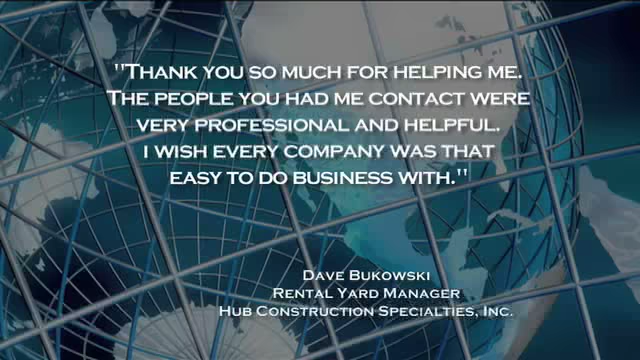 "Thank you so much for helping me.
The people you had me contact were
very professional and helpful.
I wish every company was that
easy to do business with."
Dave Bukowski
Rental Yard Manager
Hub Construction Specialties, Inc.